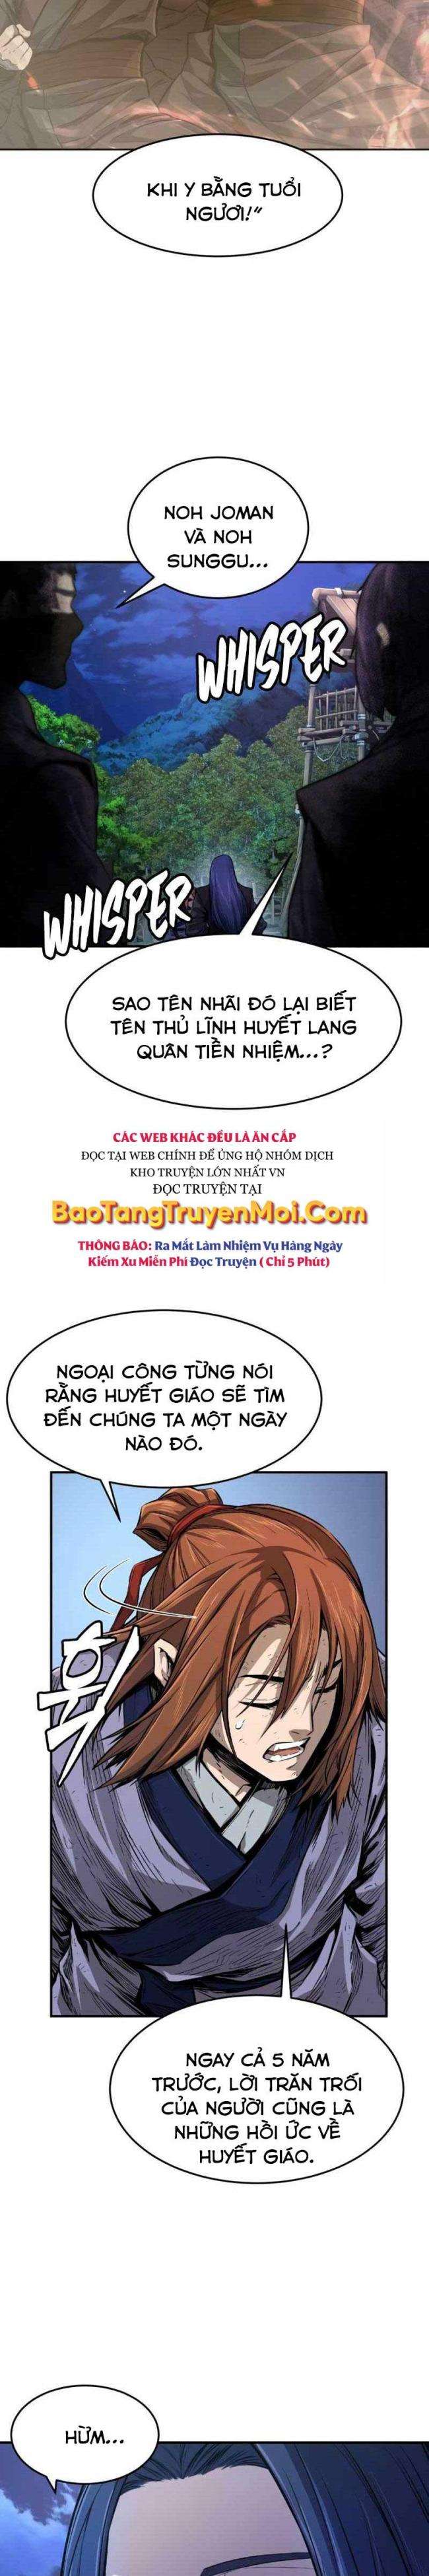 KHI Y BẰNG TUỔI
NGƯƠI!"
NOH JOMAN
VÀ NOH
SUNGGU...
WHISPER
WHISPER
SAO TÊN NHÃI ĐÓ LẠI BIẾT
TÊN THỦ LĨNH HUYẾT LANG
QUÂN TIỀN NHIỆM...?
CÁC WEB KHÁC ĐỀU LÀ ĂN CẮP
ĐỌC TẠI WEB CHÍNH ĐỂ ỦNG HỘ NHÓM DỊCH
KHO TRUYỆN LỚN NHẤT VN
ĐỌC TRUYỆN TẠI
BaoTangTruyenMoi.Com
THÔNG BÁO: Ra Mắt Làm Nhiệm Vụ Hàng Ngày
Kiếm Xu Miễn Phí Đọc Truyện ( Chỉ 5 Phút)
NGOẠI CÔNG TỪNG NÓI
RẰNG HUYẾT GIÁO SẼ TÌM
ĐẾN CHÚNG TA MỘT NGÀY
NÀO ĐÓ.
휙
NGAY CẢ 5 NĂM
TRƯỚC, LỜI TRĂN TRỐI
CỦA NGƯỜI CŨNG LÀ
NHỮNG HỒI ỨC VỀ
HUYẾT GIÁO.
HỪM...